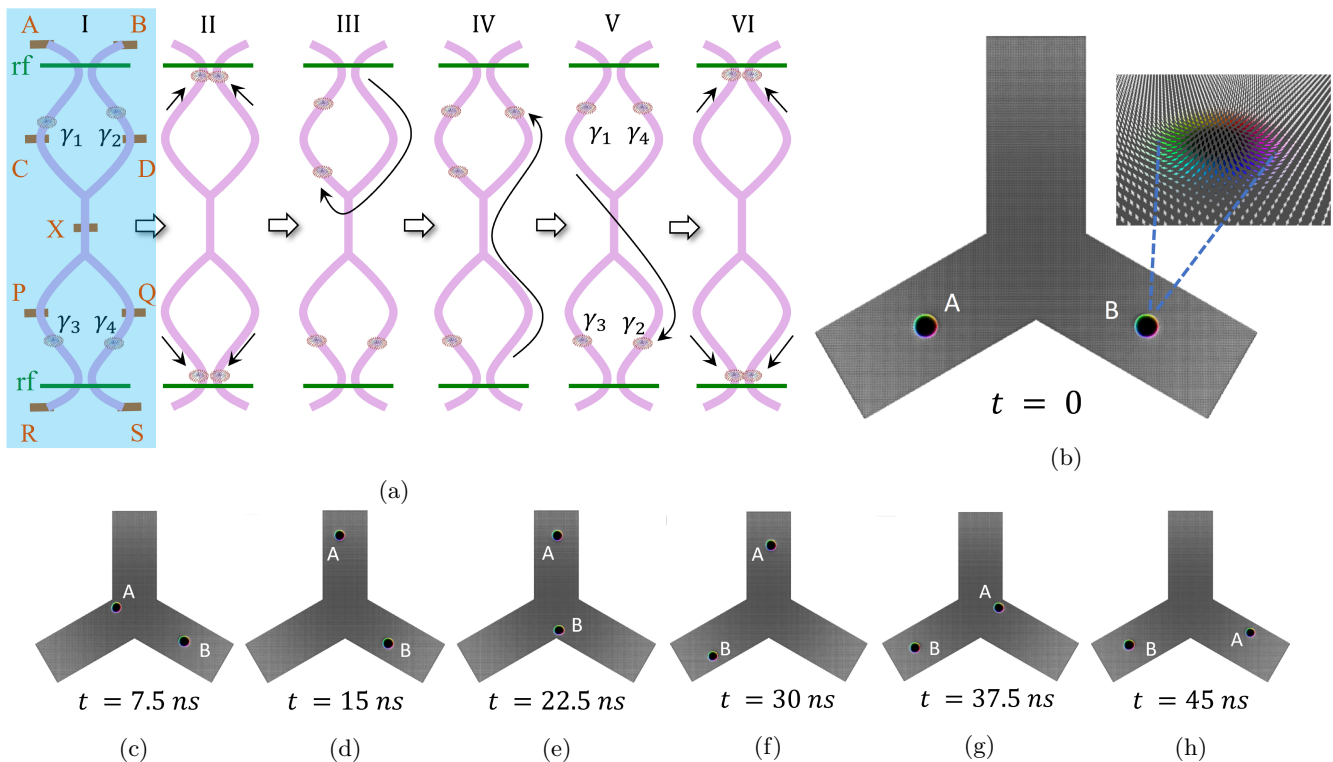 A I B II III IV V VI
rf
γ₁ γ₂
C D
X
P Q
γ₃ γ₄
rf
R S
γ₁ γ₄
γ₃ γ₂
(a)
A B
t = 0
(b)
A
B
t = 7.5 ns
(c)
A
B
t = 15 ns
(d)
A
B
t = 22.5 ns
(e)
A
B
t = 30 ns
(f)
A
B
t = 37.5 ns
(g)
A
B
t = 45 ns
(h)